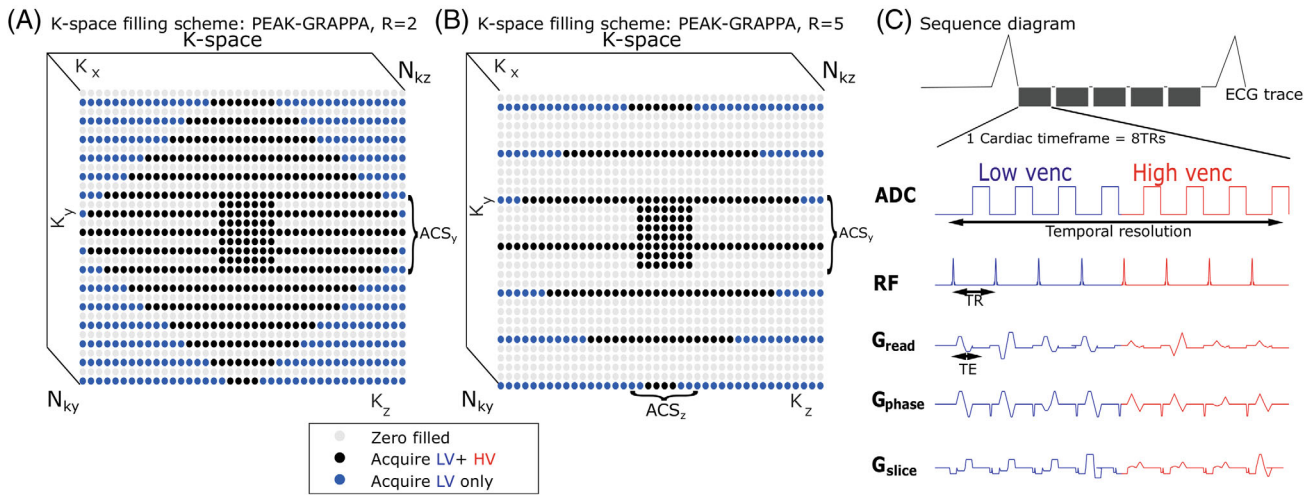 (A) K-space filling scheme: PEAK-GRAPPA, R=2
K-space
K x
N kz
K y
ACS y
N ky
K z
(B) K-space filling scheme: PEAK-GRAPPA, R=5
K-space
K x
N kz
K y
ACS y
N ky
ACS z
K z
Zero filled
Acquire LV+ HV
Acquire LV only
(C) Sequence diagram
ECG trace
1 Cardiac timeframe = 8TRs
Low venc High venc
ADC
Temporal resolution
RF
TR
G read
TE
G phase
G slice